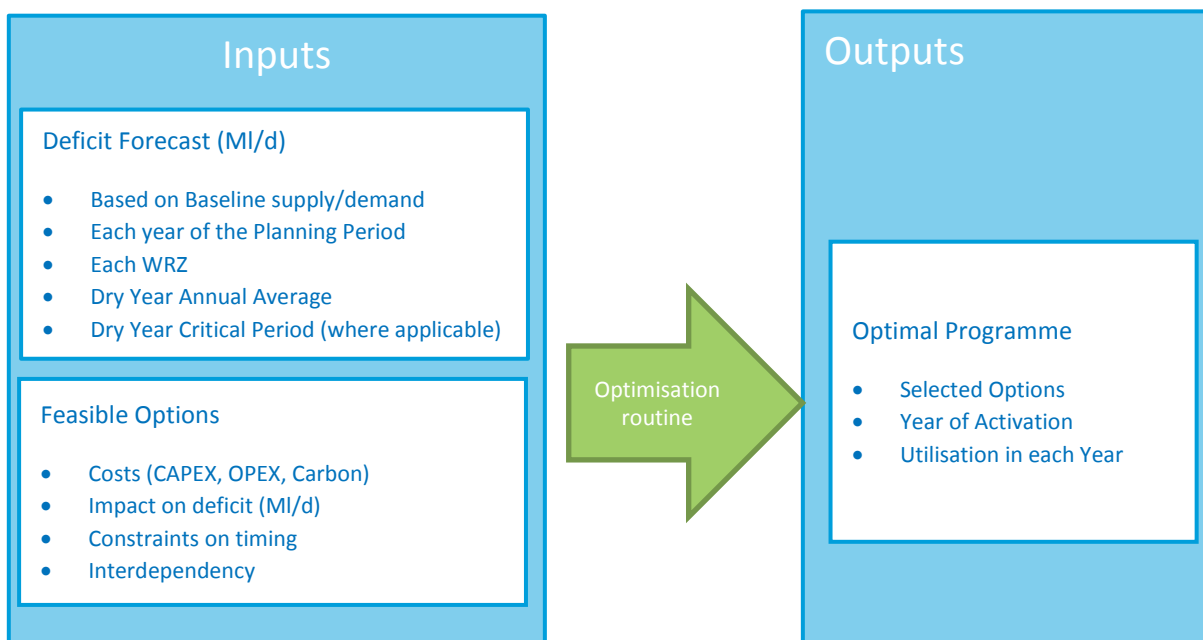 Inputs
Deficit Forecast (Ml/d)
• Based on Baseline supply/demand
• Each year of the Planning Period
• Each WRZ
• Dry Year Annual Average
• Dry Year Critical Period (where applicable)
Feasible Options
• Costs (CAPEX, OPEX, Carbon)
• Impact on deficit (Ml/d)
• Constraints on timing
• Interdependency
Optimisation
routine
Outputs
Optimal Programme
• Selected Options
• Year of Activation
• Utilisation in each Year